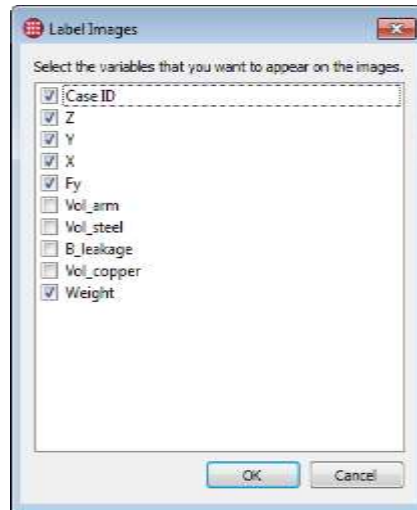 Label Images
Select the variables that you want to appear on the images.
Case ID
Z
Y
X
Fy
Vol_arm
Vol_steel
B_leakage
Vol_copper
Weight
OK
Cancel